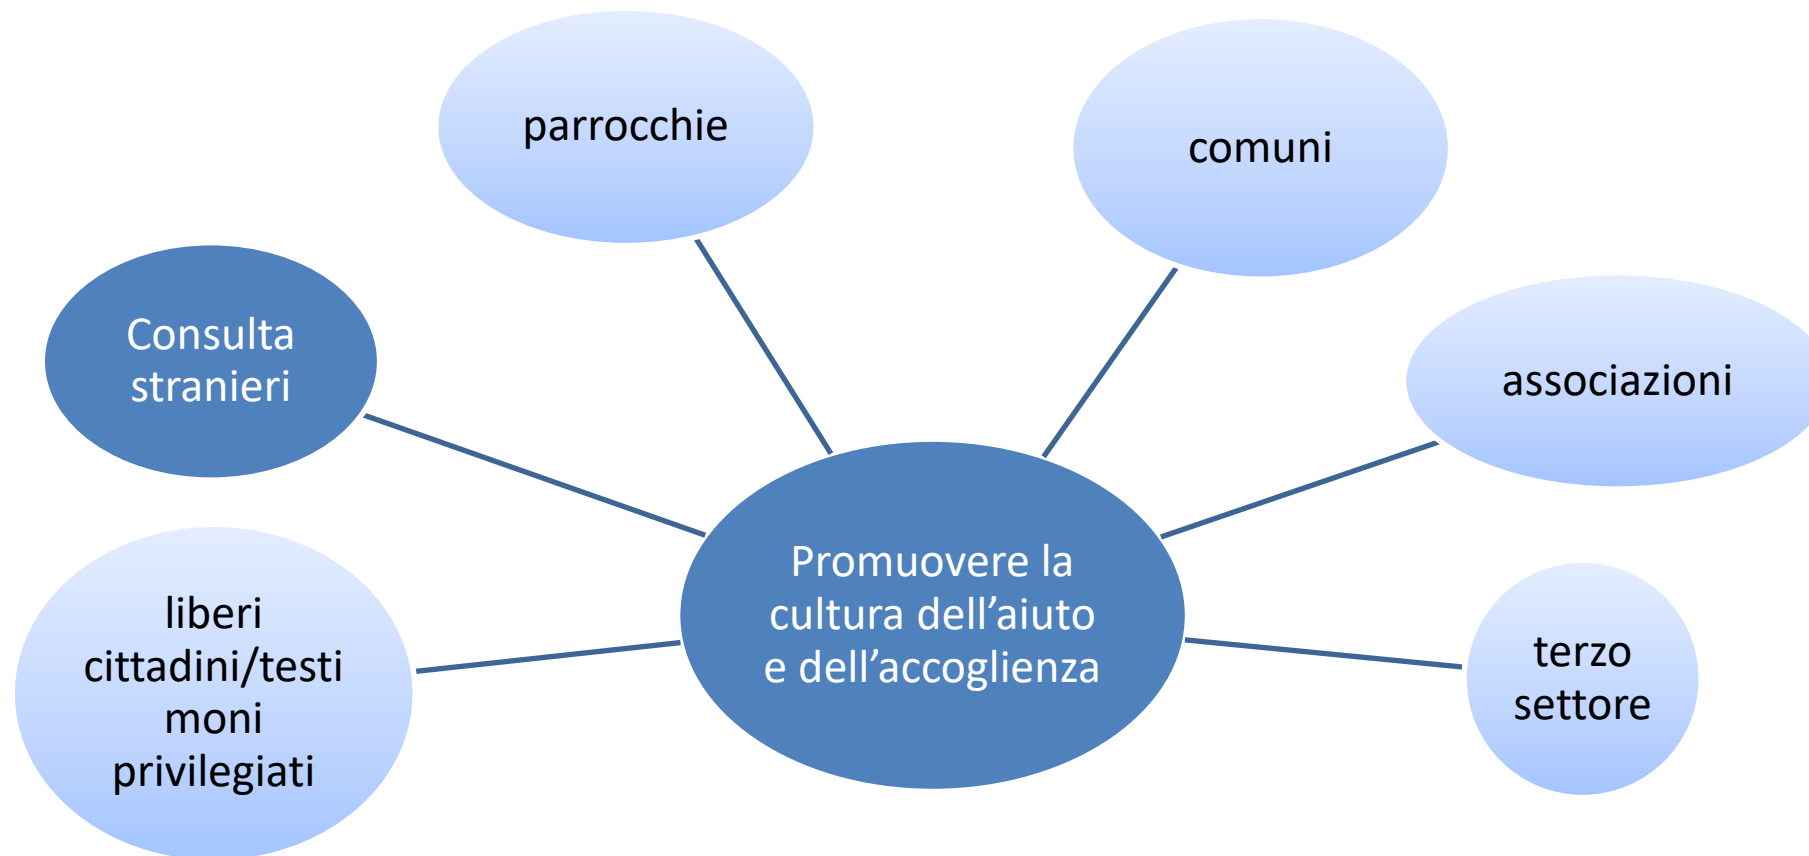 parrocchie
comuni
Consulta
stranieri
associazioni
Promuovere la
cultura dell’aiuto
e dell’accoglienza
liberi
cittadini/testi
moni
privilegiati
terzo
settore